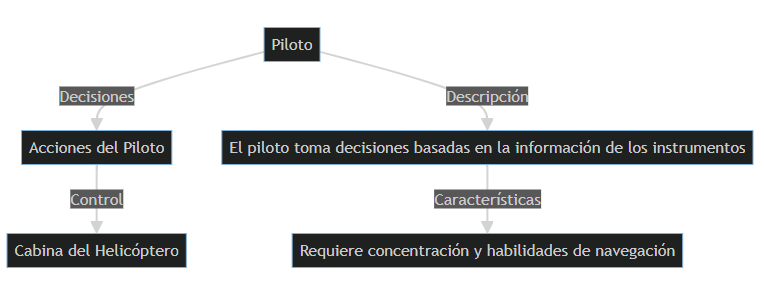 Piloto
Decisiones
Descripción
Acciones del Piloto
El piloto toma decisiones basadas en la información de los instrumentos
Control
Características
Cabina del Helicóptero
Requiere concentración y habilidades de navegación